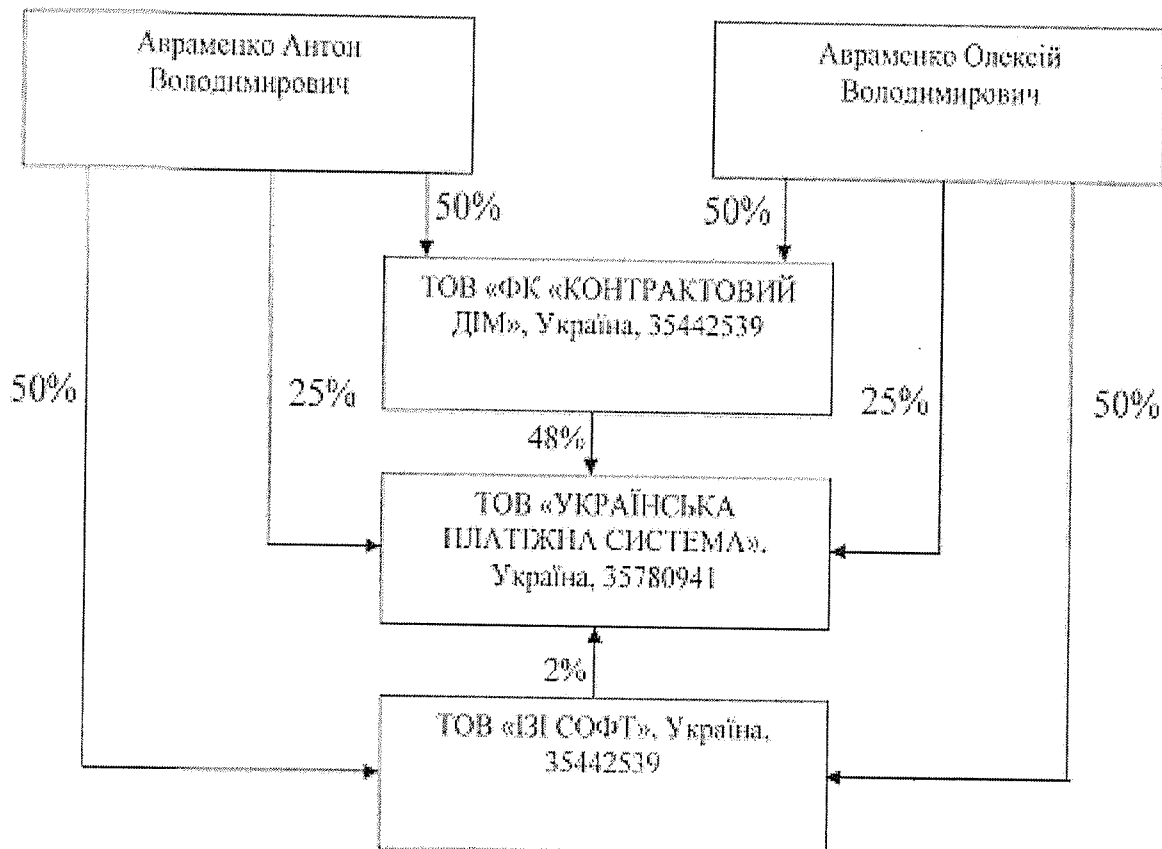 Авраменко Антон
Володимирович
Авраменко Олексій
Володимирович
50%
50%
ТОВ «ФК «КОНТРАКТОВИЙ
ДІМ», Україна, 35442539
50%
25%
25%
50%
48%
ТОВ «УКРАЇНСЬКА
ПЛАТІЖНА СИСТЕМА».
Україна, 35780941
2%
ТОВ «ІЗІ СОФТ», Україна,
35442539